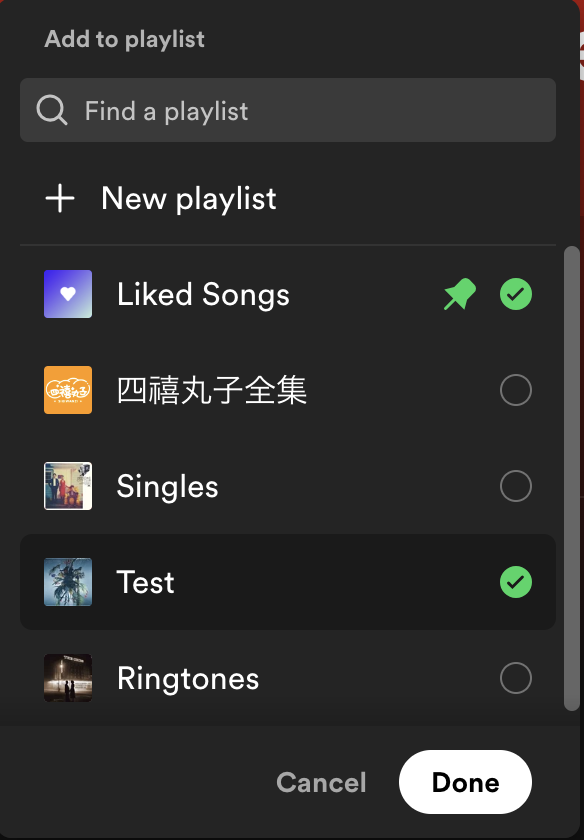 Add to playlist
Find a playlist
New playlist
Liked Songs
四禧丸子全集
Singles
Test
Ringtones
Cancel
Done